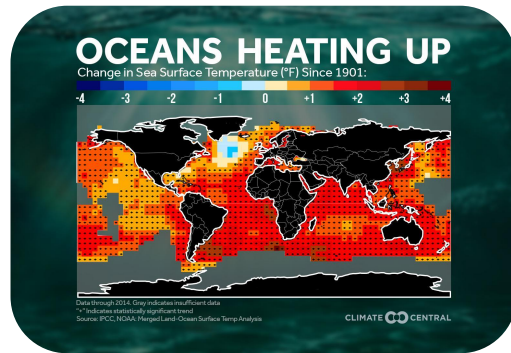 OCEANS HEATING UP
Change in Sea Surface Temperature (°F) Since 1901:
-4 -3 -2 -1 0 +1 +2 +3 +4
Data through 2014. Gray indicates insufficient data
"+" Indicates statistically significant trend
Source: IPCC, NOAA: Merged Land-Ocean Surface Temp Analysis
CLIMATE CENTRAL